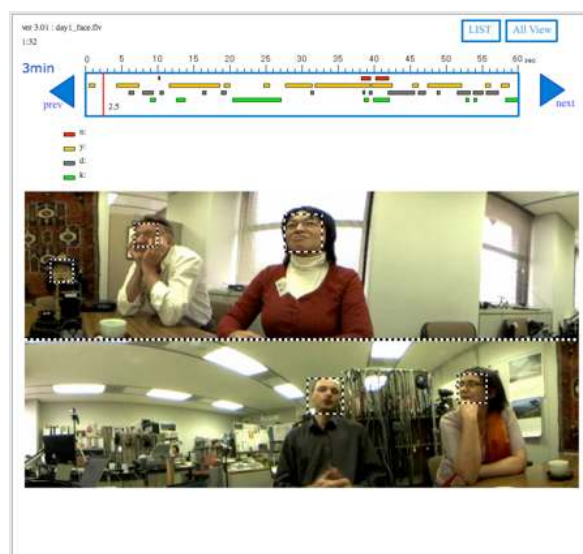 ver 3.01 : day1_face.flv
1:32
LIST
All View
0 5 10 15 20 25 30 35 40 45 50 55 60 sec
3min
prev
2.5
next
n:
y:
d:
k: